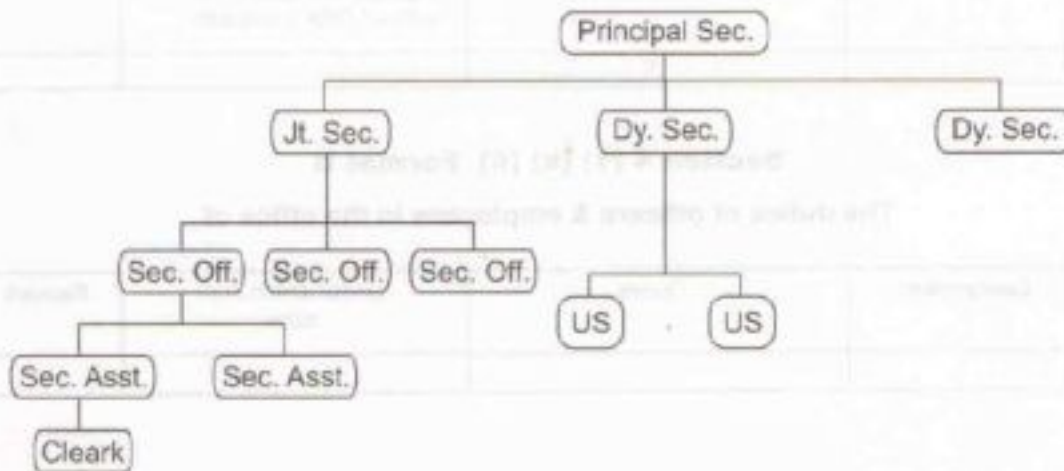 Principal Sec.
Jt. Sec. Dy. Sec. Dy. Sec.
Sec. Off. Sec. Off. Sec. Off.
US . US
Sec. Asst. Sec. Asst.
Cleark